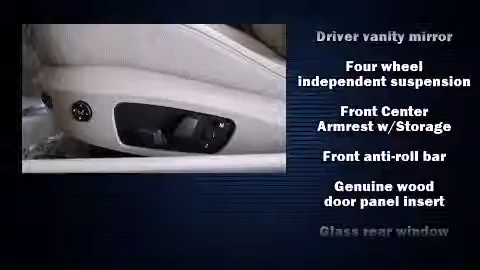 Driver vanity mirror
Four wheel
independent suspension
Front Center
Armrest w/Storage
Front anti-roll bar
Genuine wood
door panel insert
Glass rear window